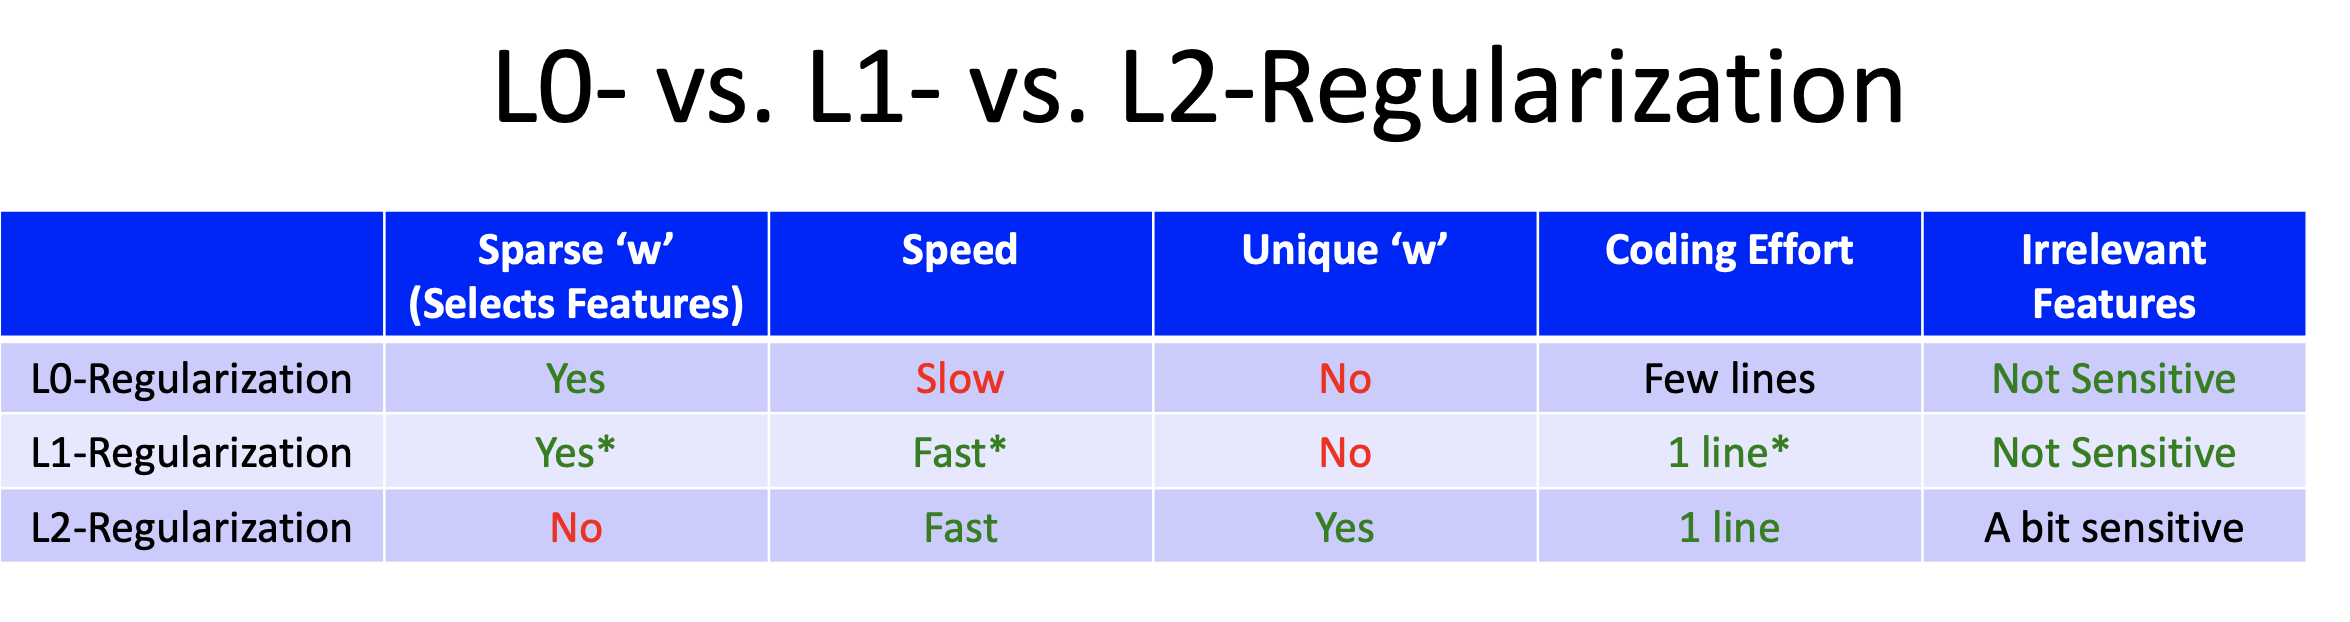 L0- vs. L1- vs. L2-Regularization
Sparse ‘w’ Speed Unique ‘w’ Coding Effort Irrelevant
(Selects Features) Features
L0-Regularization Yes Slow No Few lines Not Sensitive
L1-Regularization Yes* Fast* No 1 line* Not Sensitive
L2-Regularization No Fast Yes 1 line A bit sensitive